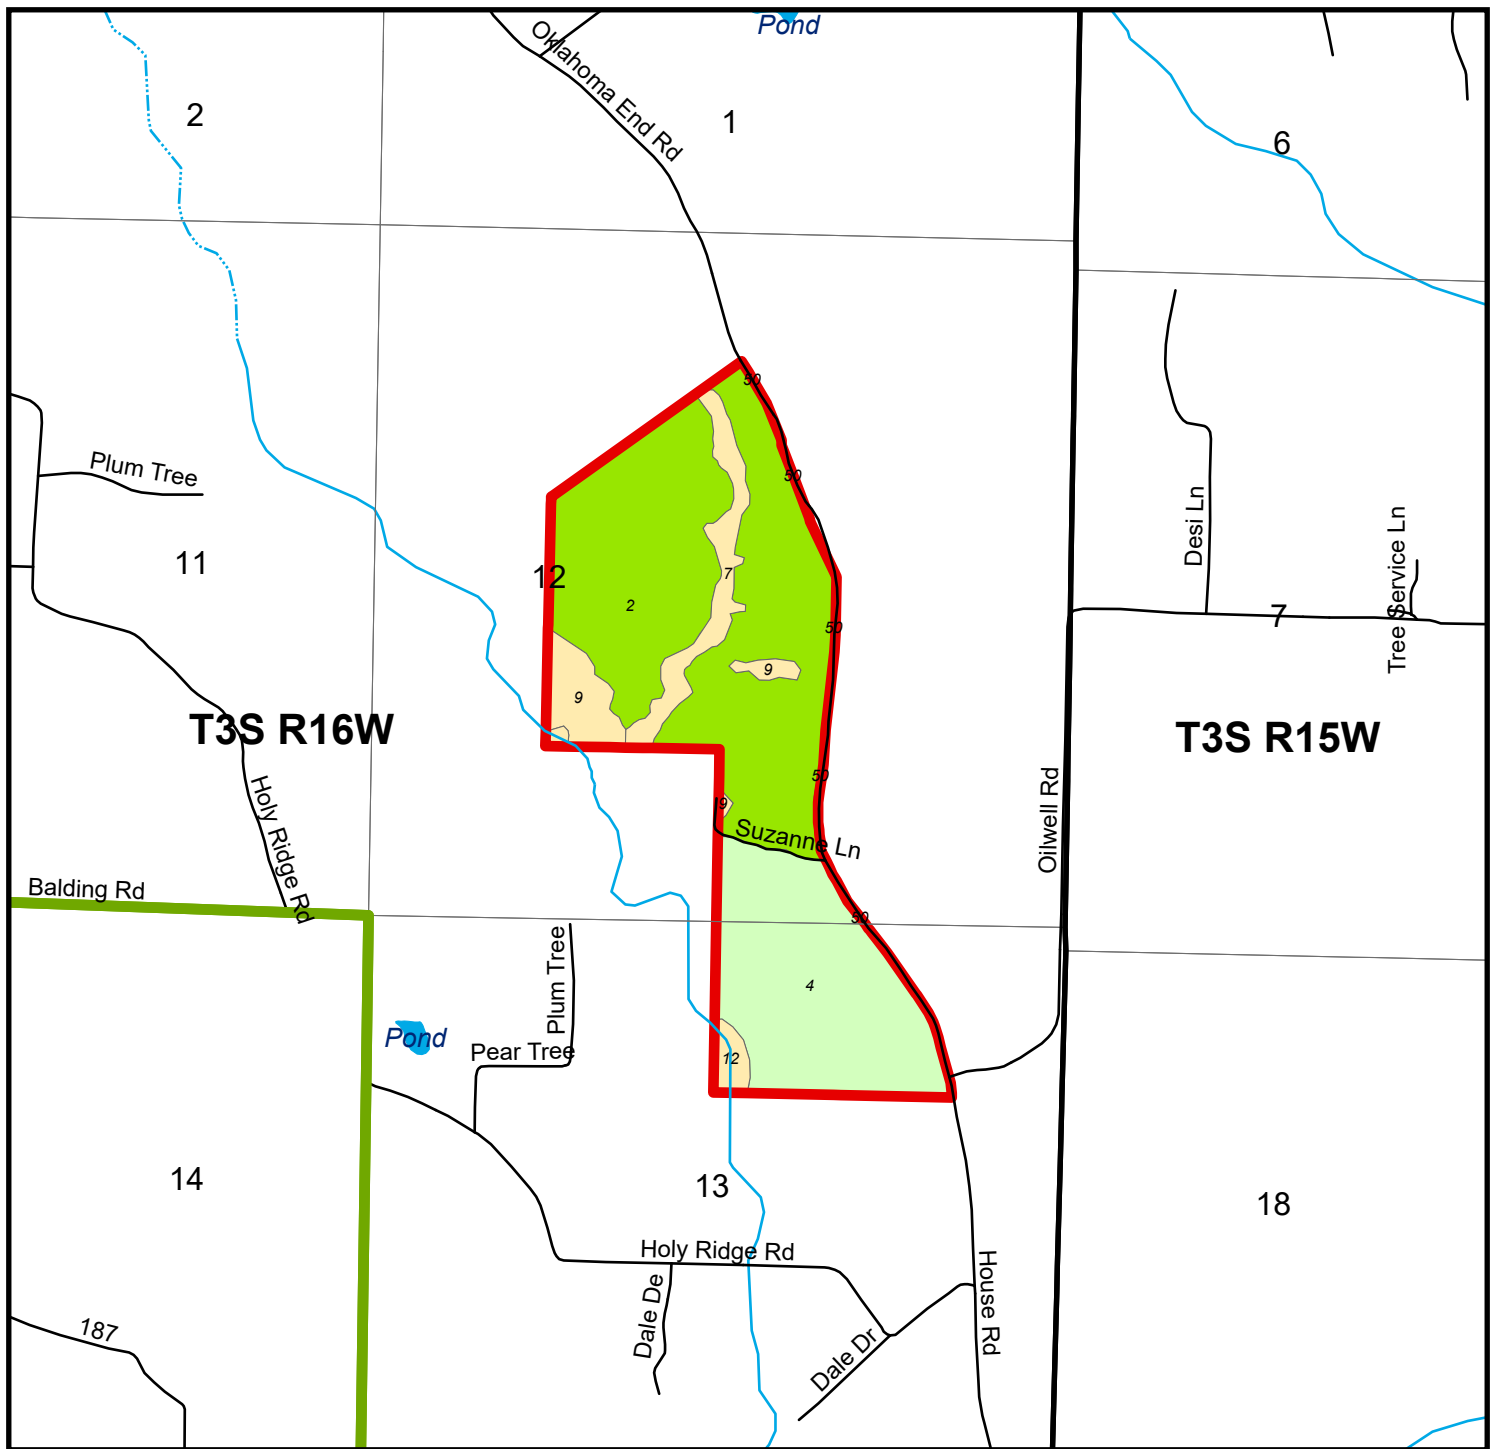 Pond
Oklahoma End Rd
2
1
6
50
Plum Tree
50
Desi Ln
Tree Service Ln
11
12
7
2
7
50
9
9
T3S R16W
T3S R15W
50
9
Holy Ridge Rd
Suzanne Ln
Oilwell Rd
Balding Rd
50
Plum Tree
4
Pond
Pear Tree
12
14
13
18
Holy Ridge Rd
House Rd
Dale De
187
Dale Dr